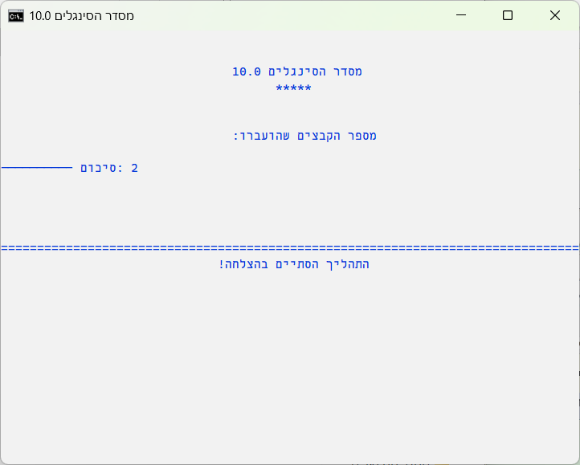 מסדר הסינגלים 10.0
מסדר הסינגלים 10.0
*****
מספר הקבצים שהועברו:
────────── סיכום: 2
================================================================================
התהליך הסתיים בהצלחה!